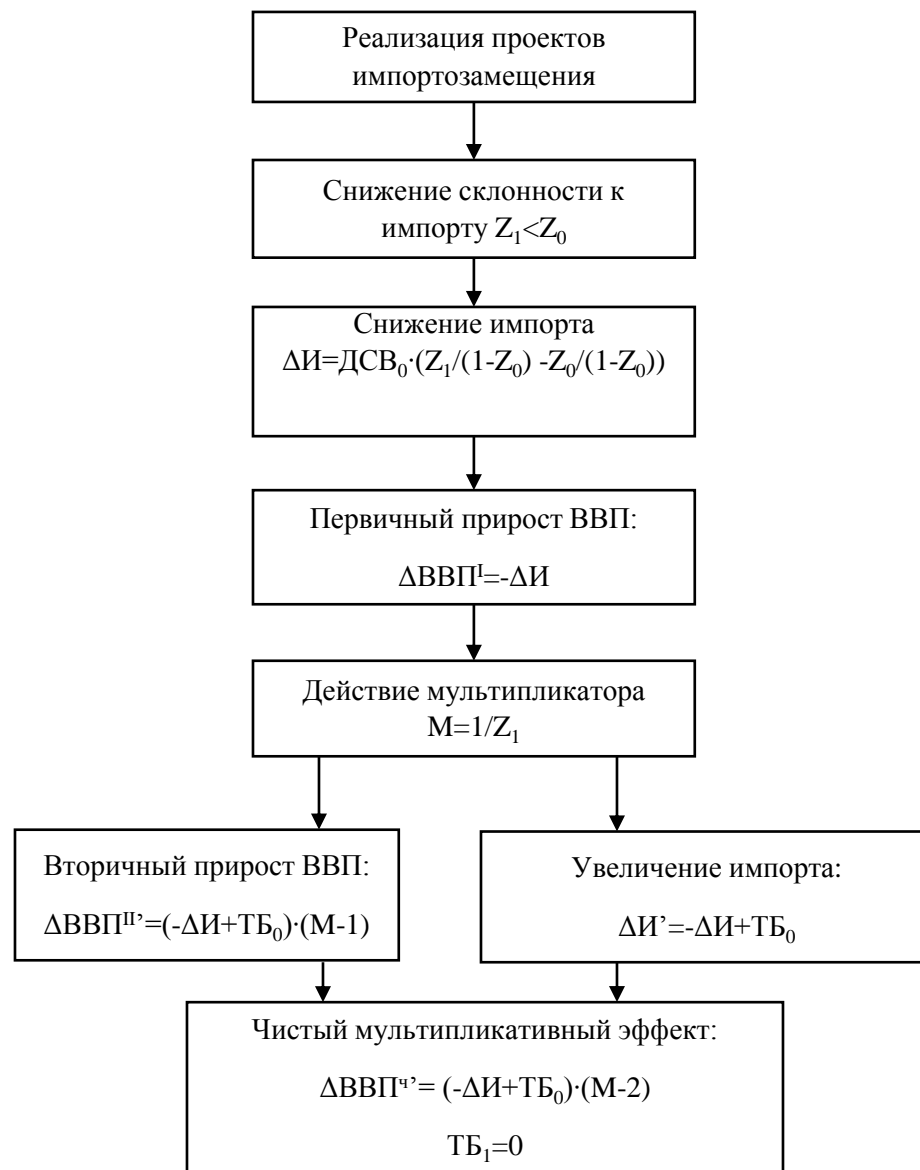 Реализация проектов
импортозамещения
Снижение склонности к
импорту Z₁<Z₀
Снижение импорта
ΔИ=ДСВ₀·(Z₁/(1-Z₀) -Z₀/(1-Z₀))
Первичный прирост ВВП:
ΔВВПᴵ=-ΔИ
Действие мультипликатора
М=1/Z₁
Вторичный прирост ВВП:
ΔВВПᴵᴵ’=(-ΔИ+ТБ₀)·(М-1)
Увеличение импорта:
ΔИ’=-ΔИ+ТБ₀
Чистый мультипликативный эффект:
ΔВВПч’= (-ΔИ+ТБ₀)·(М-2)
ТБ₁=0